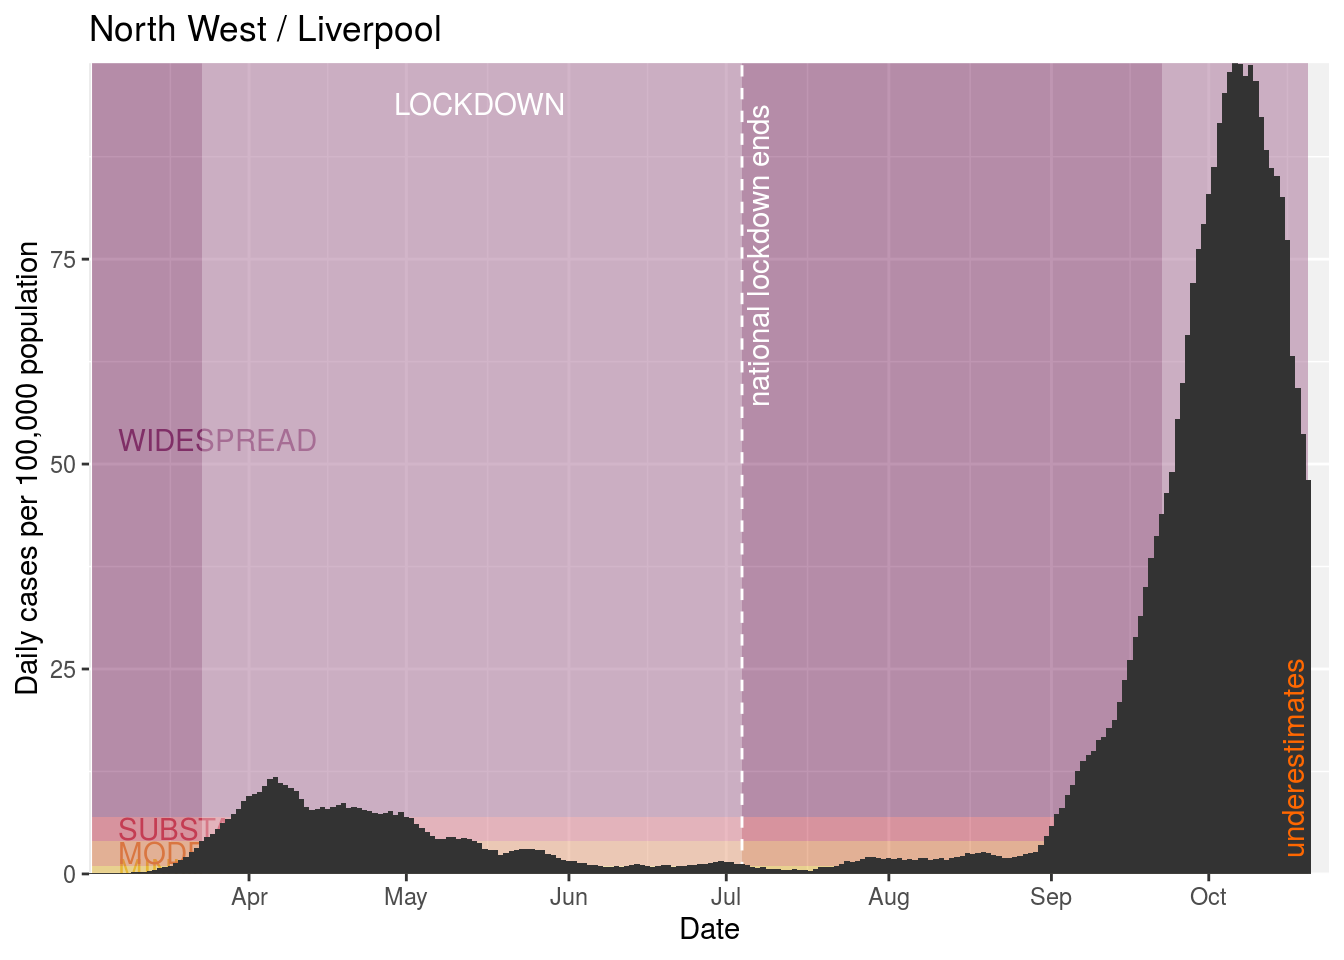 North West / Liverpool
Daily cases per 100,000 population
75
50
25
0
LOCKDOWN
national lockdown ends
WIDESPREAD
underestimates
Apr
May
Jun
Jul
Aug
Sep
Oct
Date